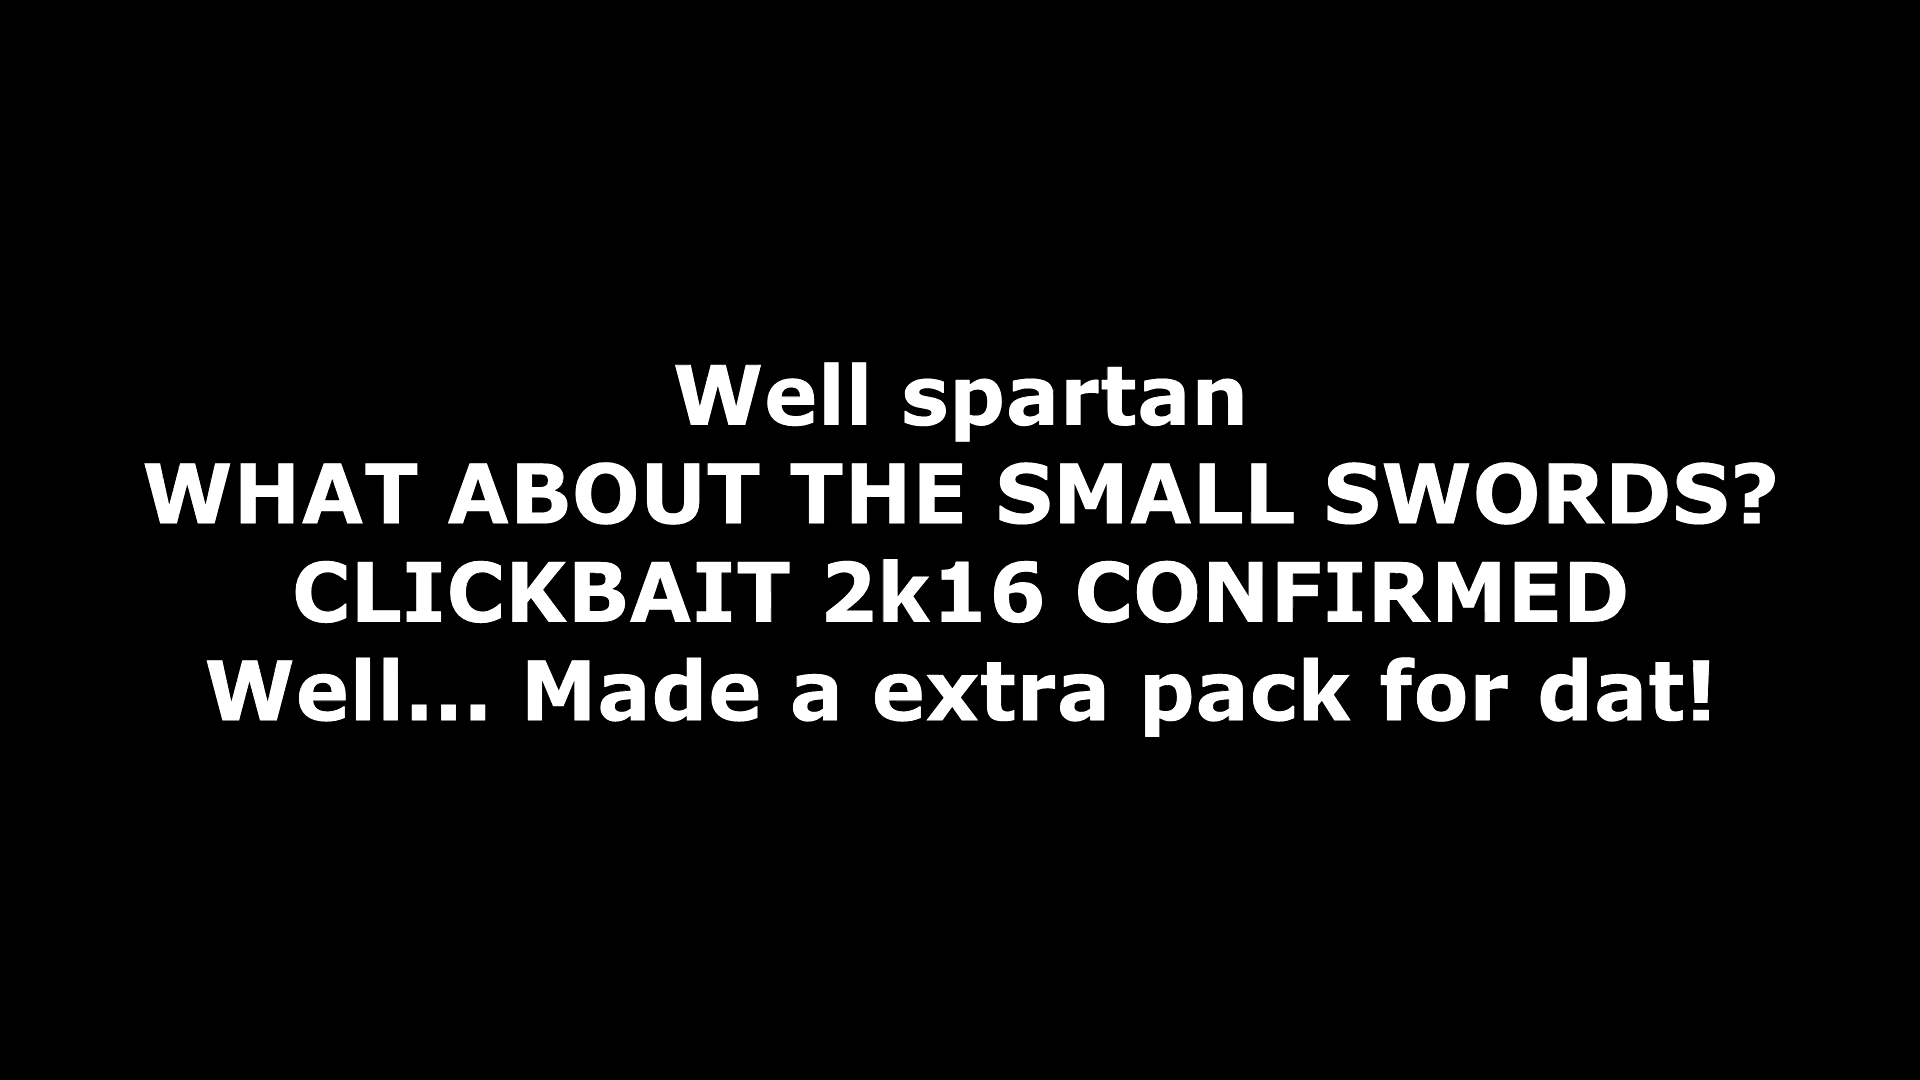 Well spartan
WHAT ABOUT THE SMALL SWORDS?
CLICKBAIT 2k16 CONFIRMED
Well... Made a extra pack for dat!